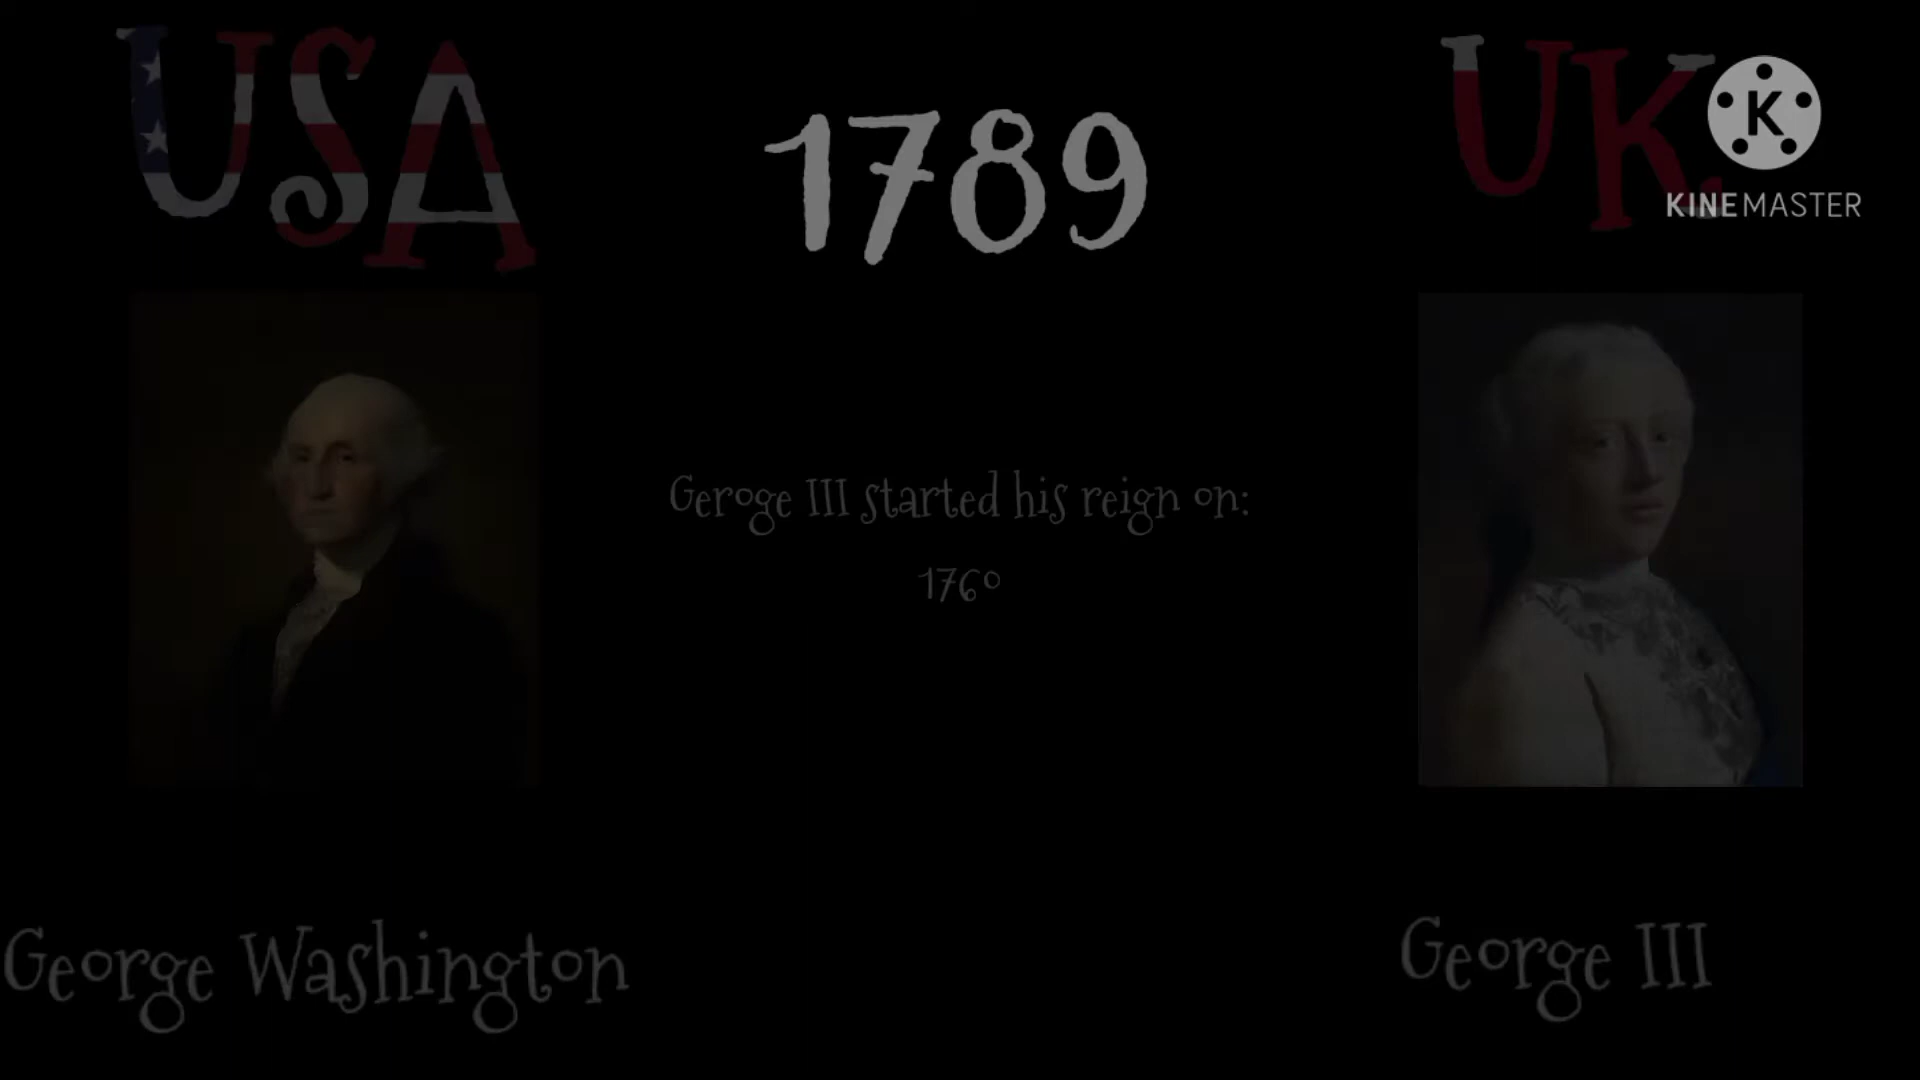 USA
1789
UK
KINEMASTER
Geroge III started his reign on:
1760
George Washington
George III